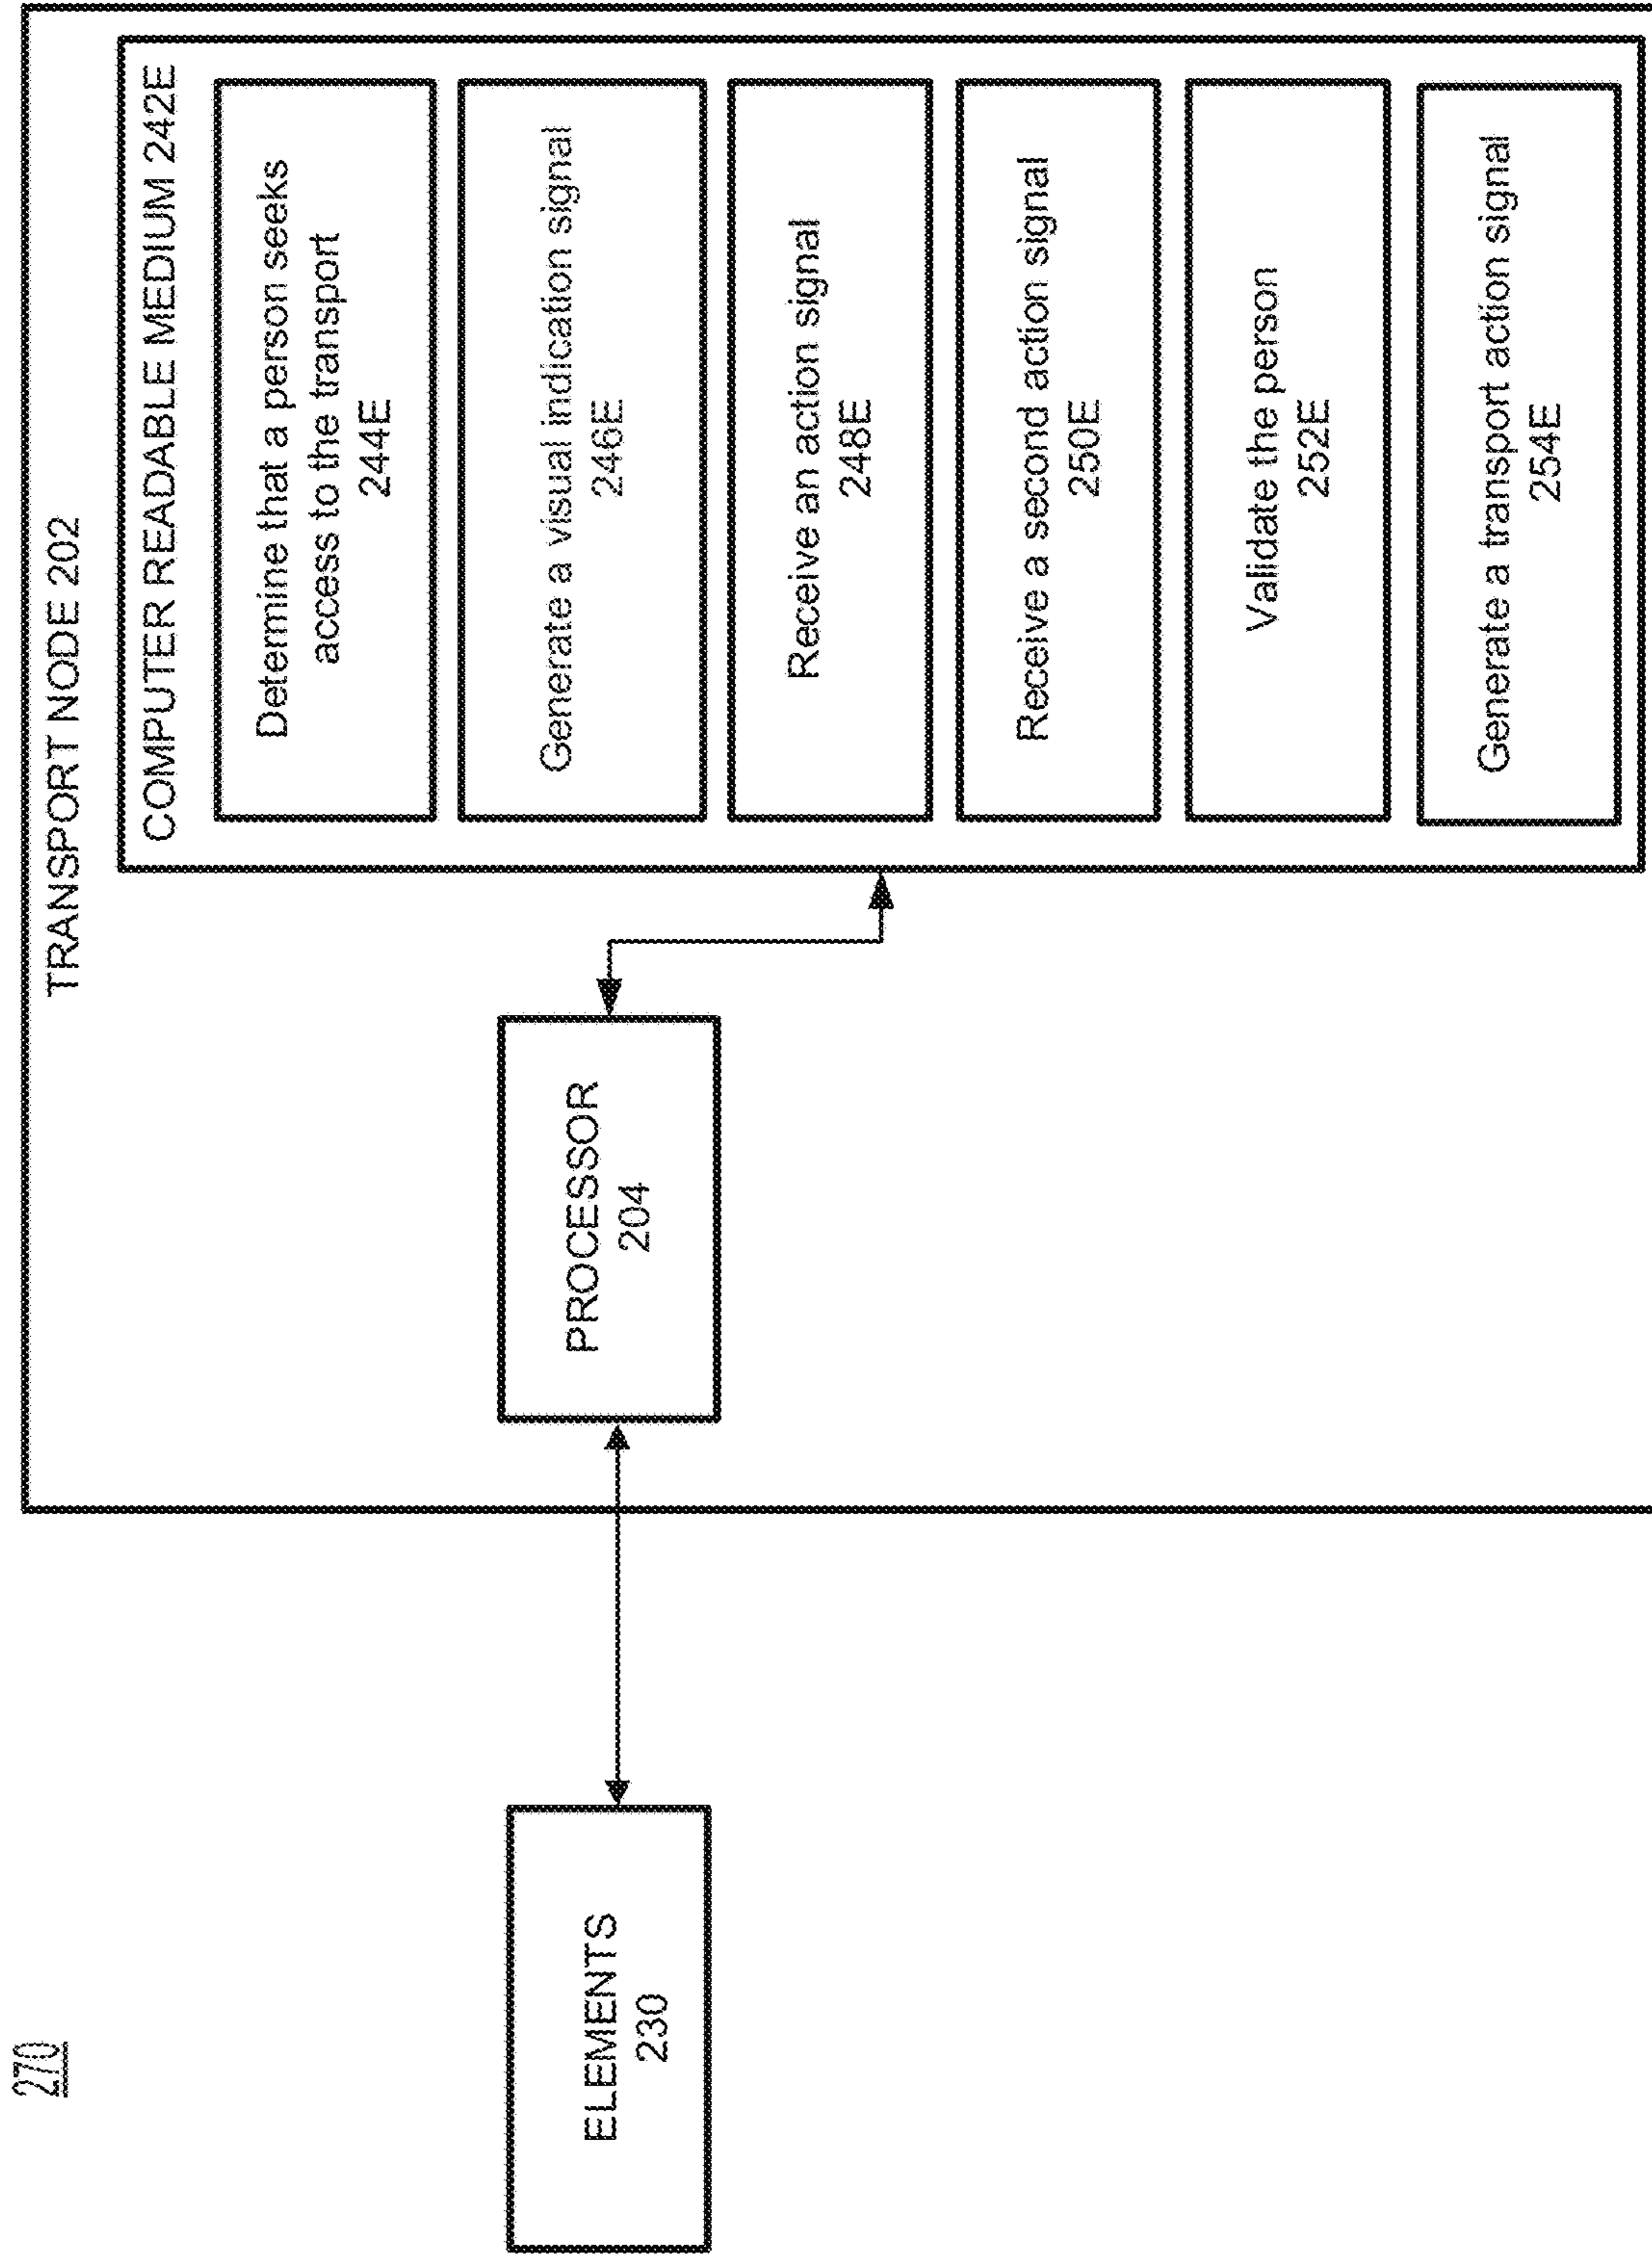 270
TRANSPORT NODE 202
COMPUTER READABLE MEDIUM 242E
Determine that a person seeks
access to the transport
244E
Generate a visual indication signal
246E
Receive an action signal
248E
Receive a second action signal
250E
Validate the person
252E
Generate a transport action signal
254E
PROCESSOR
204
ELEMENTS
230